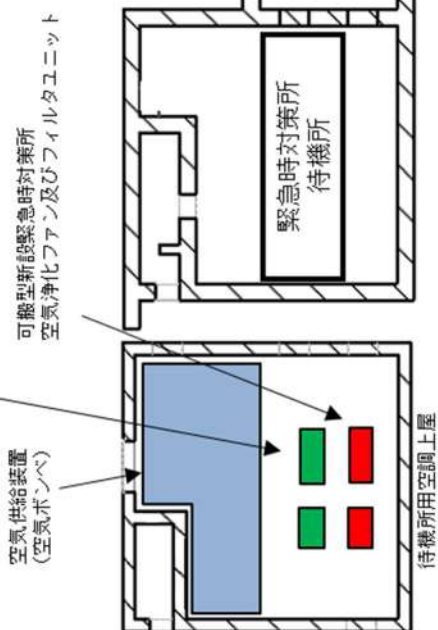 可搬型新設緊急時対策所
空気浄化ファン及びフィルタユニット
緊急時対策所
待機所
空気供給装置
(空気ボンベ)
待機所用空調上屋